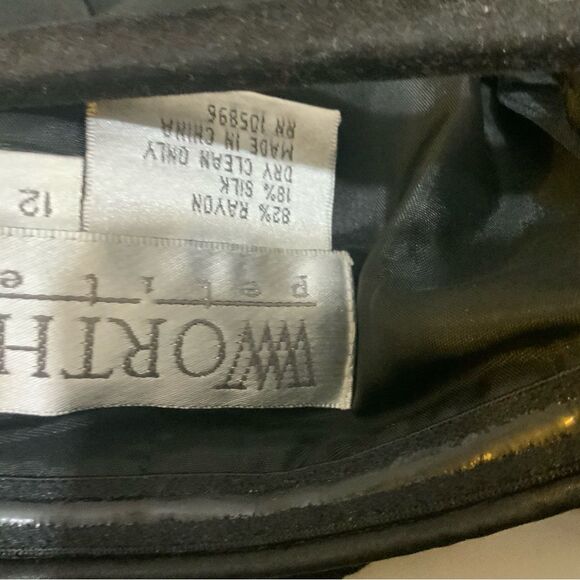 WORTH
petite
12
82% RAYON
18% SILK
DRY CLEAN ONLY
MADE IN CHINA
RN 105896